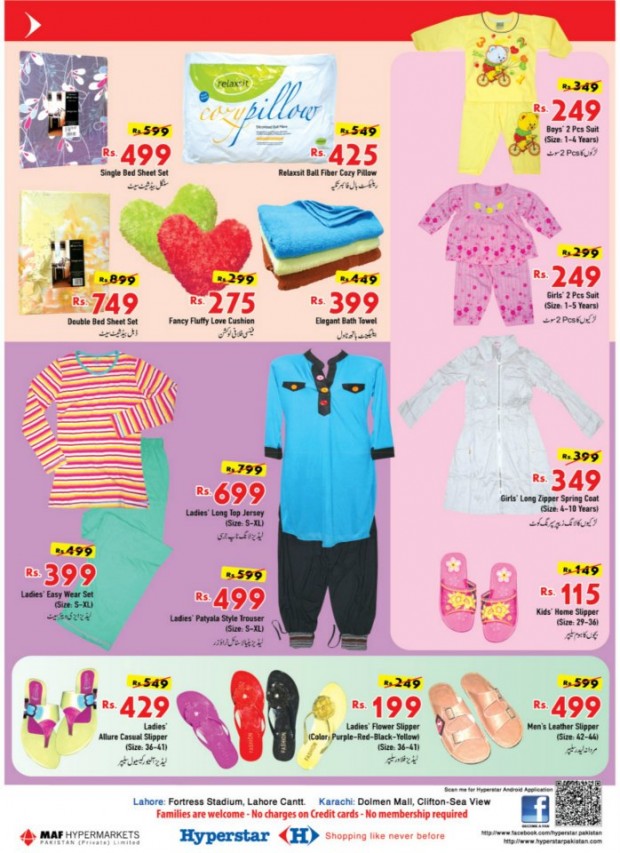 Rs.599
Rs. 499
Single Bed Sheet Set
سنگل بیڈ شیٹ سیٹ
relaxsit
cozypillow
Rs.549
Rs. 425
Relaxsit Ball Fiber Cozy Pillow
ریلیکسٹ بال فائبر تکیہ
Rs.349
Rs. 249
Boys' 2 Pcs Suit
(Size: 1-4 Years)
لڑکوں کا 2 Pcs سوٹ
Rs.899
Rs. 749
Double Bed Sheet Set
ڈبل بیڈ شیٹ سیٹ
Rs.299
Rs. 275
Fancy Fluffy Love Cushion
فینسی فلافی لو کشن
Rs.449
Rs. 399
Elegant Bath Towel
ایلیگنٹ باتھ ٹاول
Rs.299
Rs. 249
Girls' 2 Pcs Suit
(Size: 1-5 Years)
لڑکیوں کا 2 Pcs سوٹ
Rs.499
Rs. 399
Ladies' Easy Wear Set
(Size: S-XL)
لیڈیز ایزی ویئر سیٹ
Rs.799
Rs. 699
Ladies' Long Top Jersey
(Size: S-XL)
لیڈیز لانگ ٹاپ جرسی
Rs.599
Rs. 499
Ladies' Patyala Style Trouser
(Size: S-XL)
لیڈیز پٹیالہ سٹائل ٹراؤزر
Rs.399
Rs. 349
Girls' Long Zipper Spring Coat
(Size: 4-10 Years)
لڑکیوں کا لانگ زیپر سپرنگ کوٹ
Rs.149
Rs. 115
Kids' Home Slipper
(Size: 29-36)
بچوں کا ہوم سلیپر
Rs.549
Rs. 429
Ladies'
Allure Casual Slipper
(Size: 36-41)
لیڈیز الیور کیسول سلیپر
Rs.249
Rs. 199
Ladies' Flower Slipper
(Color: Purple-Red-Black-Yellow)
(Size: 36-41)
لیڈیز فلاور سلیپر
Rs.599
Rs. 499
Men's Leather Slipper
(Size: 42-44)
مردانہ لیدر سلیپر
Scan me for Hyperstar Android Application
Lahore: Fortress Stadium, Lahore Cantt. Karachi: Dolmen Mall, Clifton-Sea View
Families are welcome - No charges on Credit cards - No membership required
MAF HYPERMARKETS
PAKISTAN (Private) Limited
Hyperstar H Shopping like never before
f
BECOME A FAN
http://www.facebook.com/hyperstar.pakistan
http://www.hyperstarpakistan.com